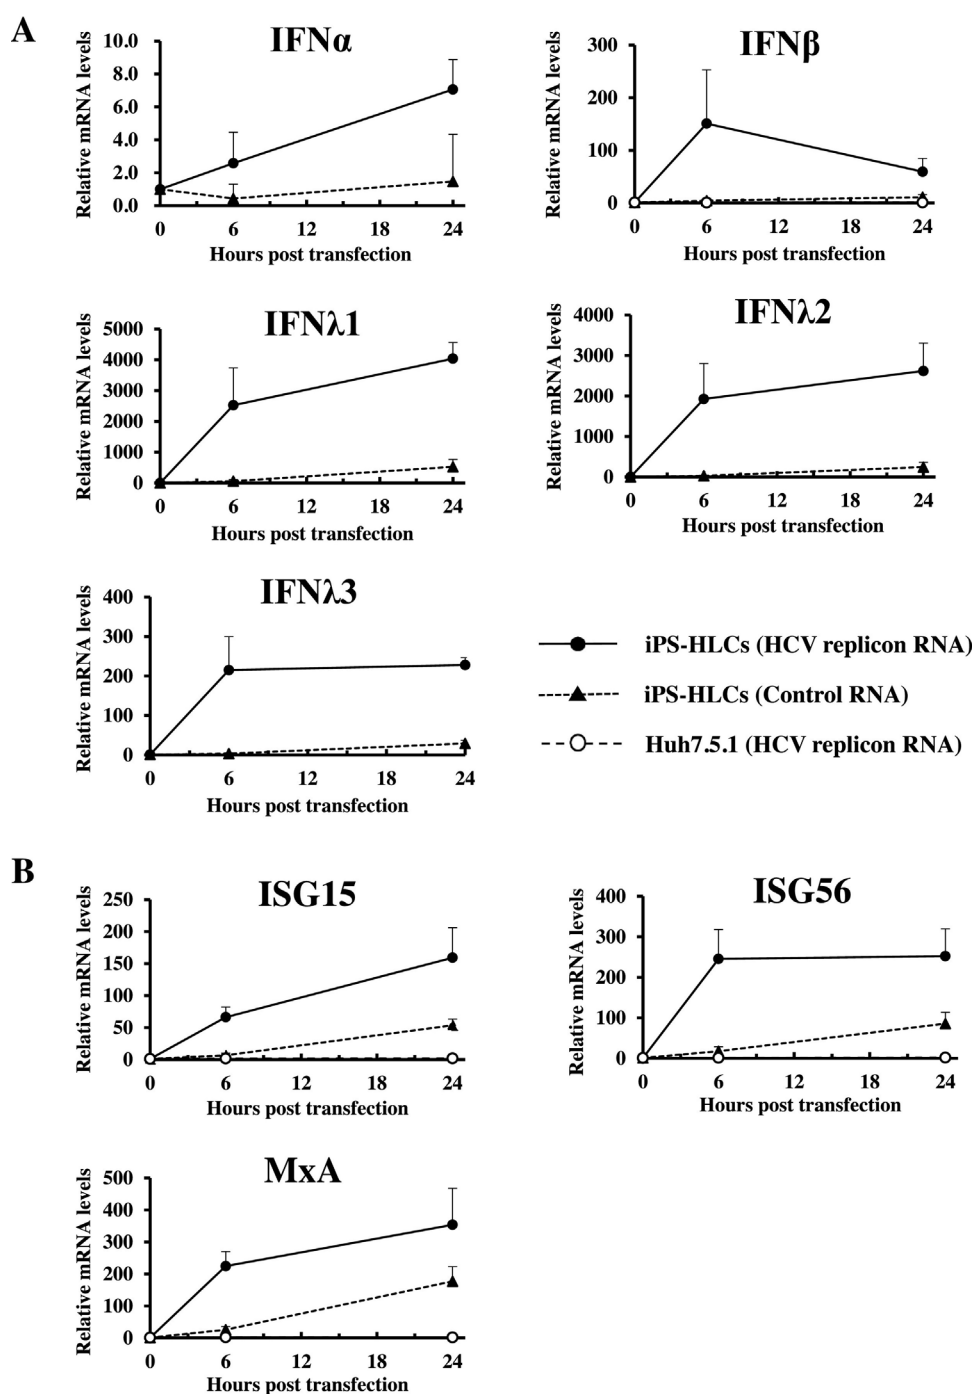 A
IFNα
Relative mRNA levels
10.0
8.0
6.0
4.0
2.0
0.0
0 6 12 18 24
Hours post transfection
IFNβ
Relative mRNA levels
300
200
100
0
0 6 12 18 24
Hours post transfection
IFNλ1
Relative mRNA levels
5000
4000
3000
2000
1000
0
0 6 12 18 24
Hours post transfection
IFNλ2
Relative mRNA levels
4000
3000
2000
1000
0
0 6 12 18 24
Hours post transfection
IFNλ3
Relative mRNA levels
400
300
200
100
0
0 6 12 18 24
Hours post transfection
iPS-HLCs (HCV replicon RNA)
iPS-HLCs (Control RNA)
Huh7.5.1 (HCV replicon RNA)
B
ISG15
Relative mRNA levels
250
200
150
100
50
0
0 6 12 18 24
Hours post transfection
ISG56
Relative mRNA levels
400
300
200
100
0
0 6 12 18 24
Hours post transfection
MxA
Relative mRNA levels
500
400
300
200
100
0
0 6 12 18 24
Hours post transfection